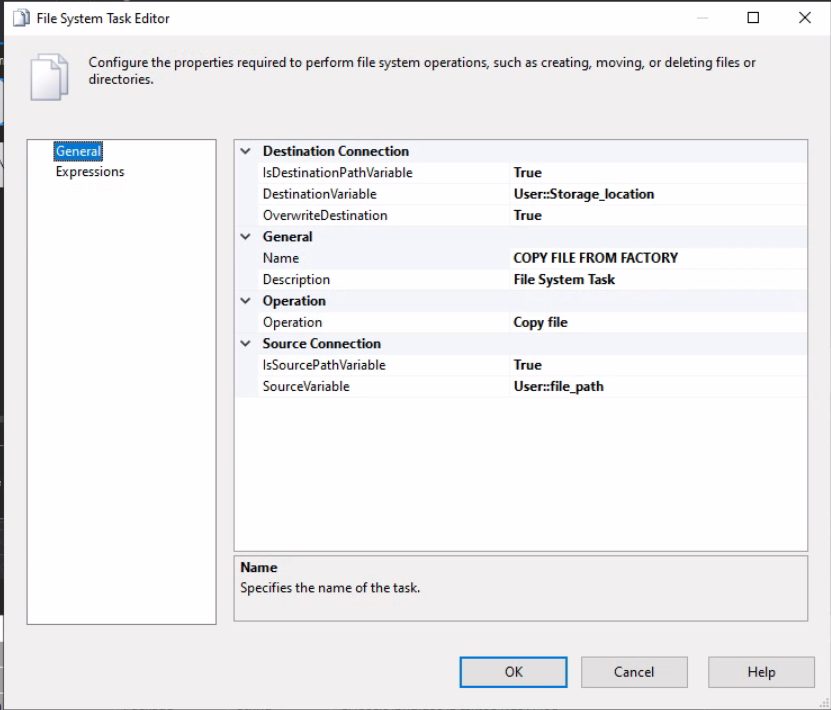 File System Task Editor
Configure the properties required to perform file system operations, such as creating, moving, or deleting files or
directories.
General
Expressions
Destination Connection
IsDestinationPathVariable True
DestinationVariable User::Storage_location
OverwriteDestination True
General
Name COPY FILE FROM FACTORY
Description File System Task
Operation
Operation Copy file
Source Connection
IsSourcePathVariable True
SourceVariable User::file_path
Name
Specifies the name of the task.
OK Cancel Help